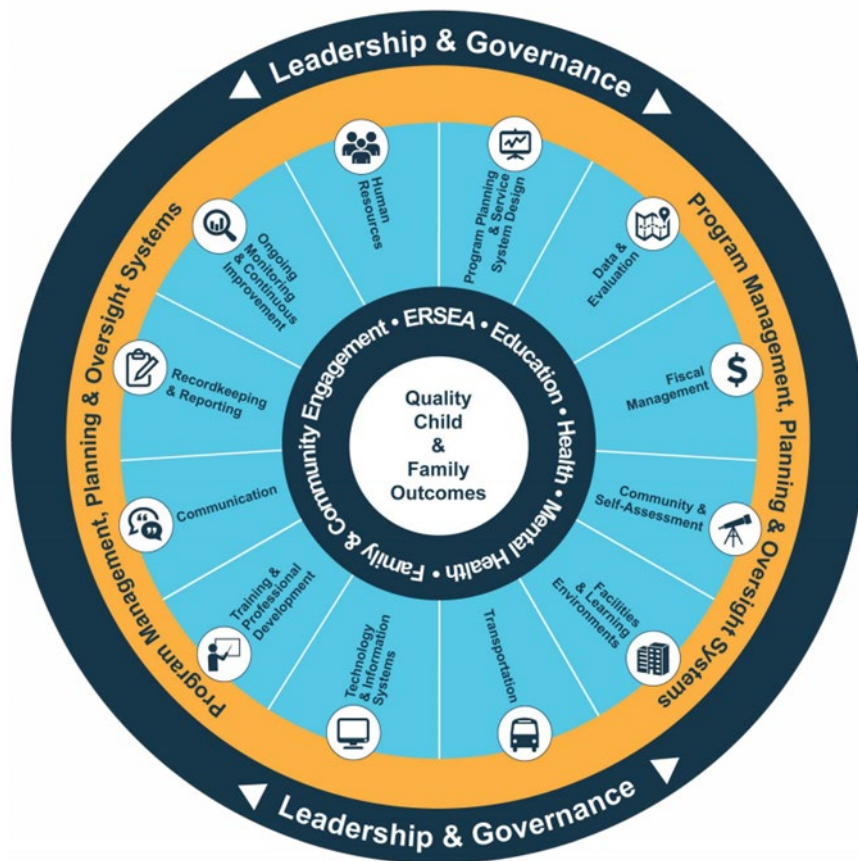 Leadership & Governance
Program Management, Planning & Oversight Systems
Program Management, Planning & Oversight Systems
Program Planning
& Service
System Design
Data &
Evaluation
Fiscal
Management
$
Community &
Self-Assessment
Facilities
& Learning
Environments
Transportation
Technology
& Information
Systems
Training &
Professional
Development
Communication
Recordkeeping
& Reporting
Ongoing
Monitoring
& Continuous
Improvement
Human
Resources
ERSEA • Education • Health • Mental Health • Family & Community Engagement •
Quality
Child
&
Family
Outcomes
Leadership & Governance